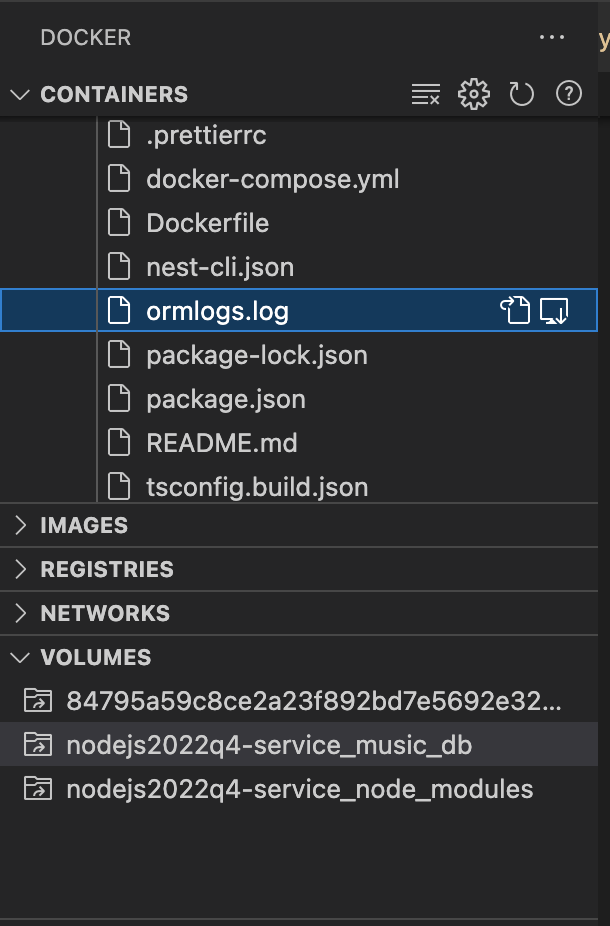 DOCKER
CONTAINERS
.prettierrc
docker-compose.yml
Dockerfile
nest-cli.json
ormlogs.log
package-lock.json
package.json
README.md
tsconfig.build.json
IMAGES
REGISTRIES
NETWORKS
VOLUMES
84795a59c8ce2a23f892bd7e5692e32...
nodejs2022q4-service_music_db
nodejs2022q4-service_node_modules